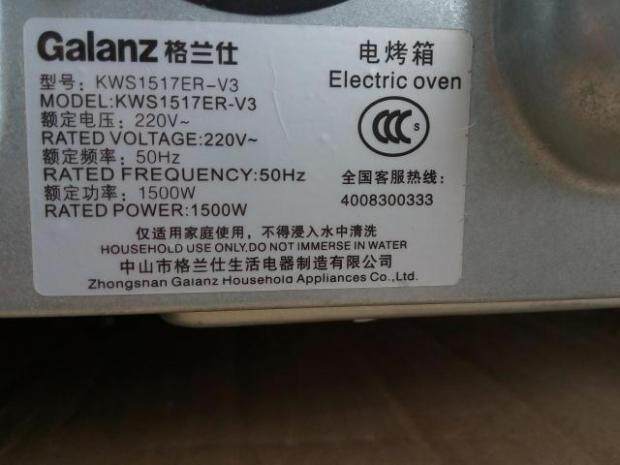 Galanz 格兰仕
型号：KWS1517ER-V3
MODEL:KWS1517ER-V3
额定电压：220V~
RATED VOLTAGE:220V~
额定频率：50Hz
RATED FREQUENCY:50Hz
额定功率：1500W
RATED POWER:1500W
电烤箱
Electric oven
CCC S
全国客服热线：
4008300333
仅适用家庭使用，不得浸入水中清洗
HOUSEHOLD USE ONLY,DO NOT IMMERSE IN WATER
中山市格兰仕生活电器制造有限公司
Zhongshan Galanz Household Appliances Co.,Ltd.